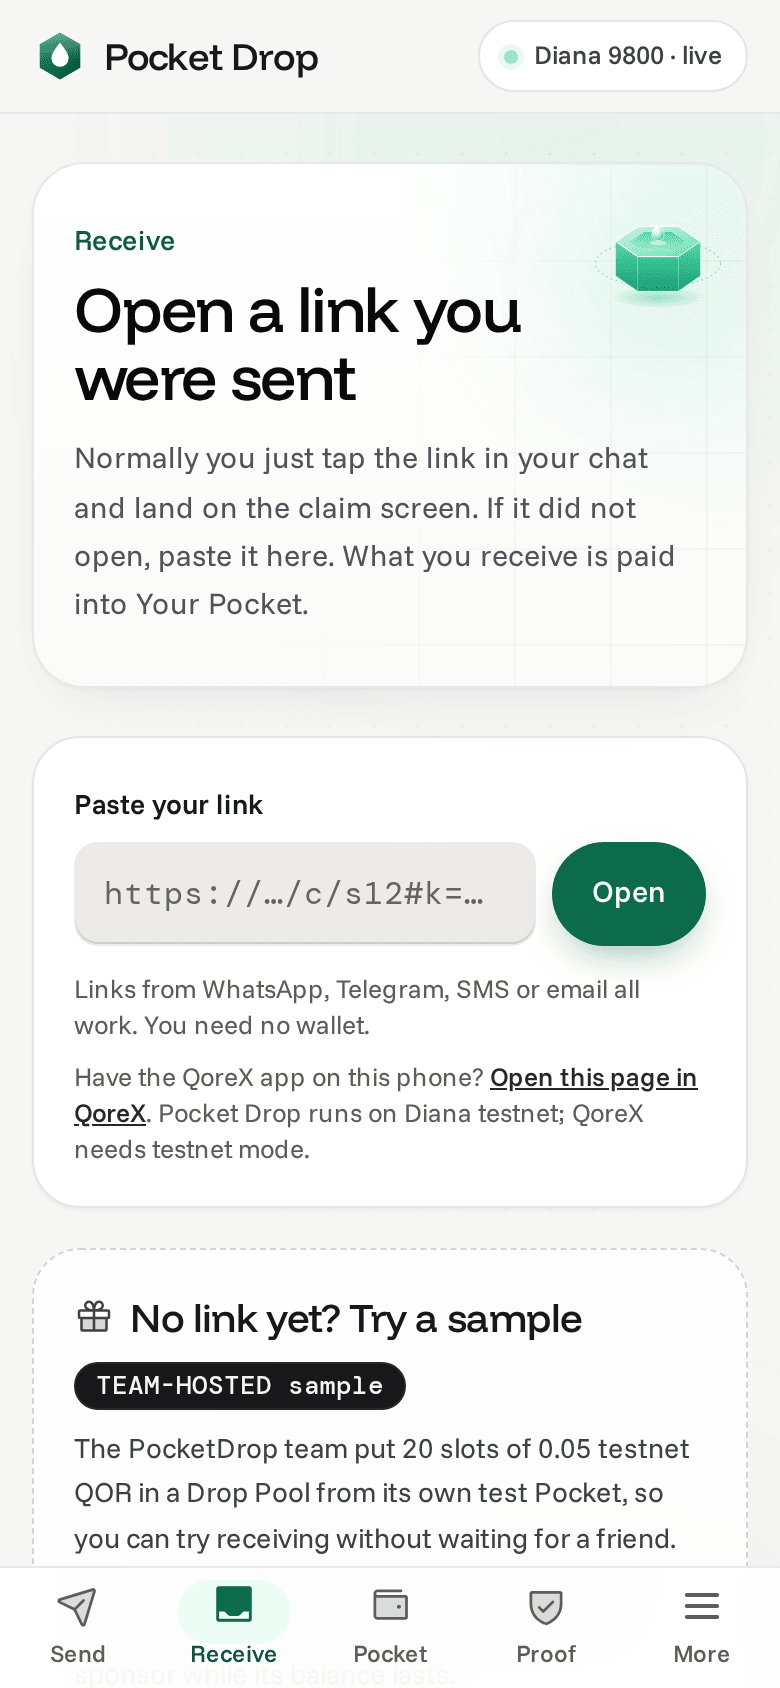 Pocket Drop
Diana 9800 · live
Receive
Open a link you
were sent
Normally you just tap the link in your chat
and land on the claim screen. If it did not
open, paste it here. What you receive is paid
into Your Pocket.
Paste your link
https://…/c/s12#k=…
Open
Links from WhatsApp, Telegram, SMS or email all
work. You need no wallet.
Have the QoreX app on this phone? Open this page in
QoreX. Pocket Drop runs on Diana testnet; QoreX
needs testnet mode.
No link yet? Try a sample
TEAM-HOSTED sample
The PocketDrop team put 20 slots of 0.05 testnet
QOR in a Drop Pool from its own test Pocket, so
you can try receiving without waiting for a friend.
sponsor while its balance lasts.
Send
Receive
Pocket
Proof
More